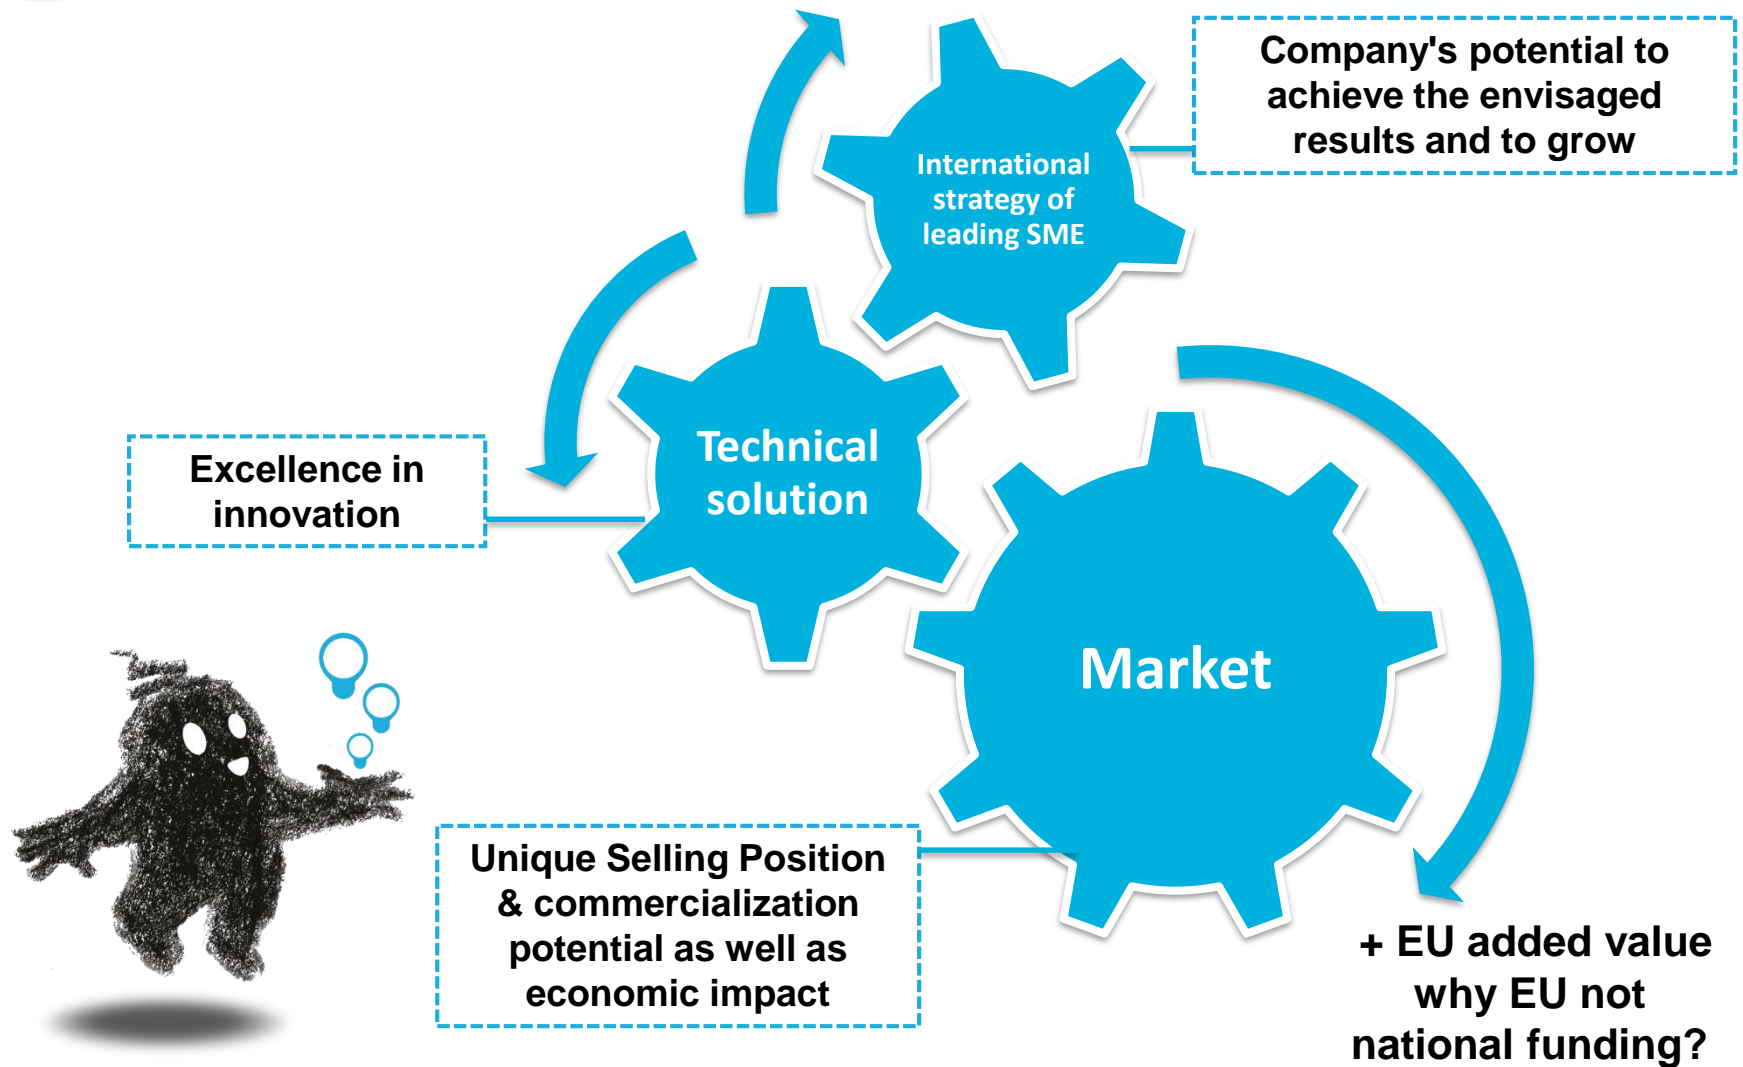 Company's potential to
achieve the envisaged
results and to grow
International
strategy of
leading SME
Technical
solution
Excellence in
innovation
Market
Unique Selling Position
& commercialization
potential as well as
economic impact
+ EU added value
why EU not
national funding?